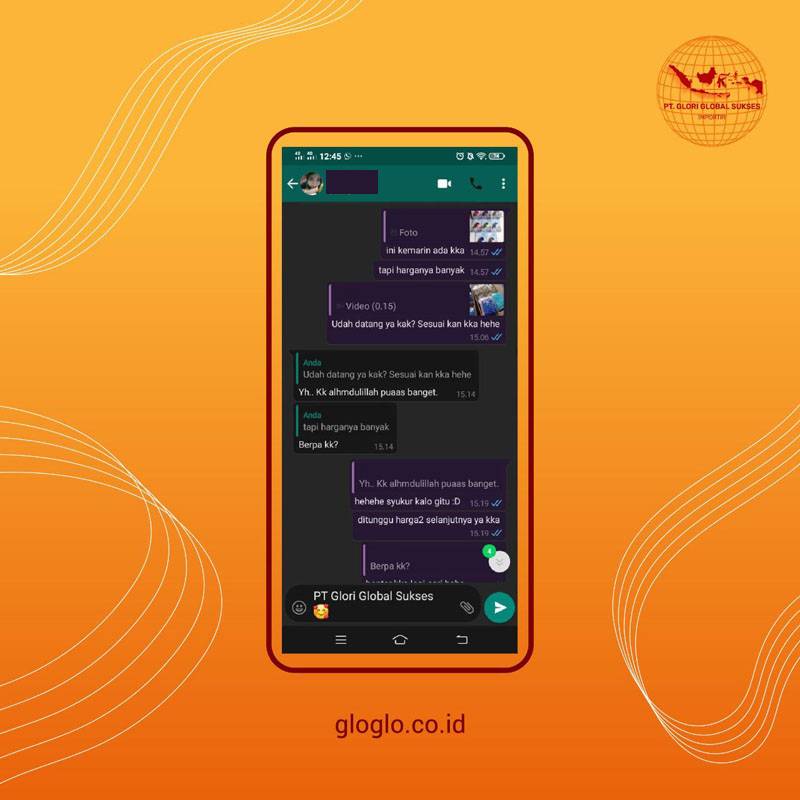 PT. GLORI GLOBAL SUKSES
IMPORTIR
12:45
Foto
ini kemarin ada kka 14.57
tapi harganya banyak 14.57
Video (0.15)
Udah datang ya kak? Sesuai kan kka hehe
15.06
Anda
Udah datang ya kak? Sesuai kan kka hehe
Yh.. Kk alhmdulillah puaas banget. 15.14
Anda
tapi harganya banyak
Berpa kk? 15.14
Yh.. Kk alhmdulillah puaas banget.
hehehe syukur kalo gitu :D 15.19
ditunggu harga2 selanjutnya ya kka
15.19
4
Berpa kk?
PT Glori Global Sukses
🥰
gloglo.co.id